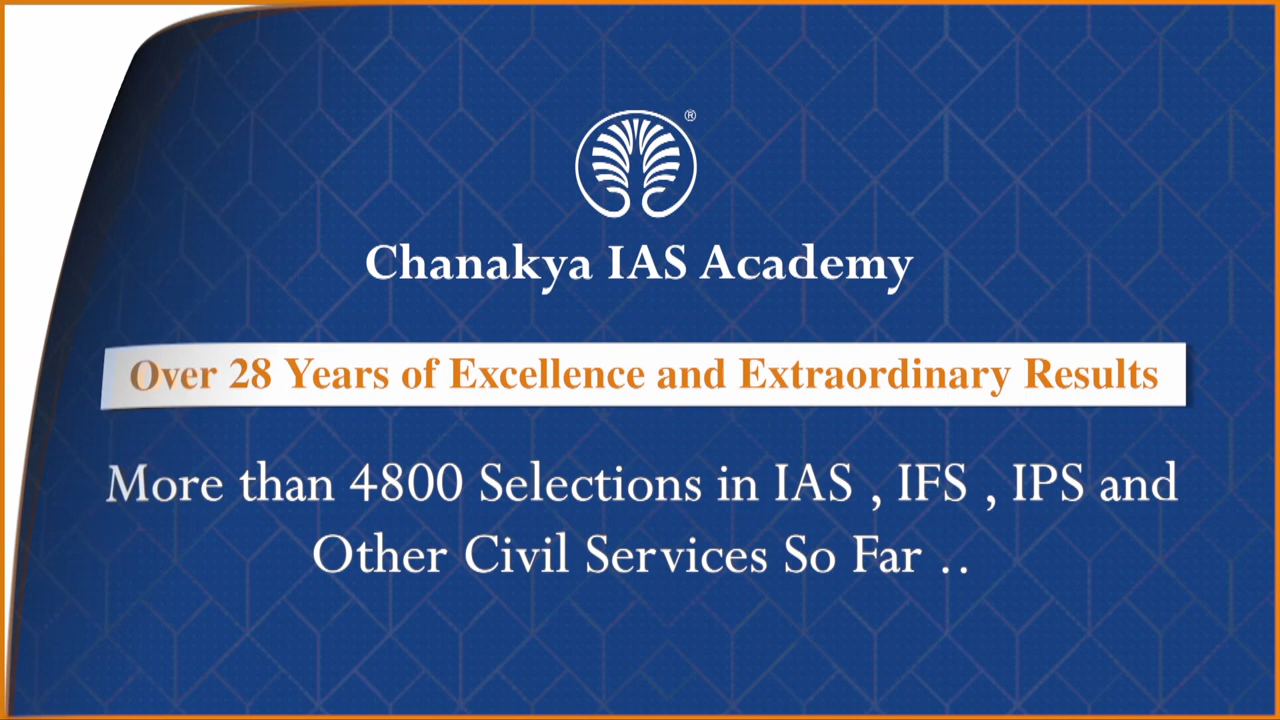 ®
Chanakya IAS Academy
Over 28 Years of Excellence and Extraordinary Results
More than 4800 Selections in IAS , IFS , IPS and
Other Civil Services So Far ..